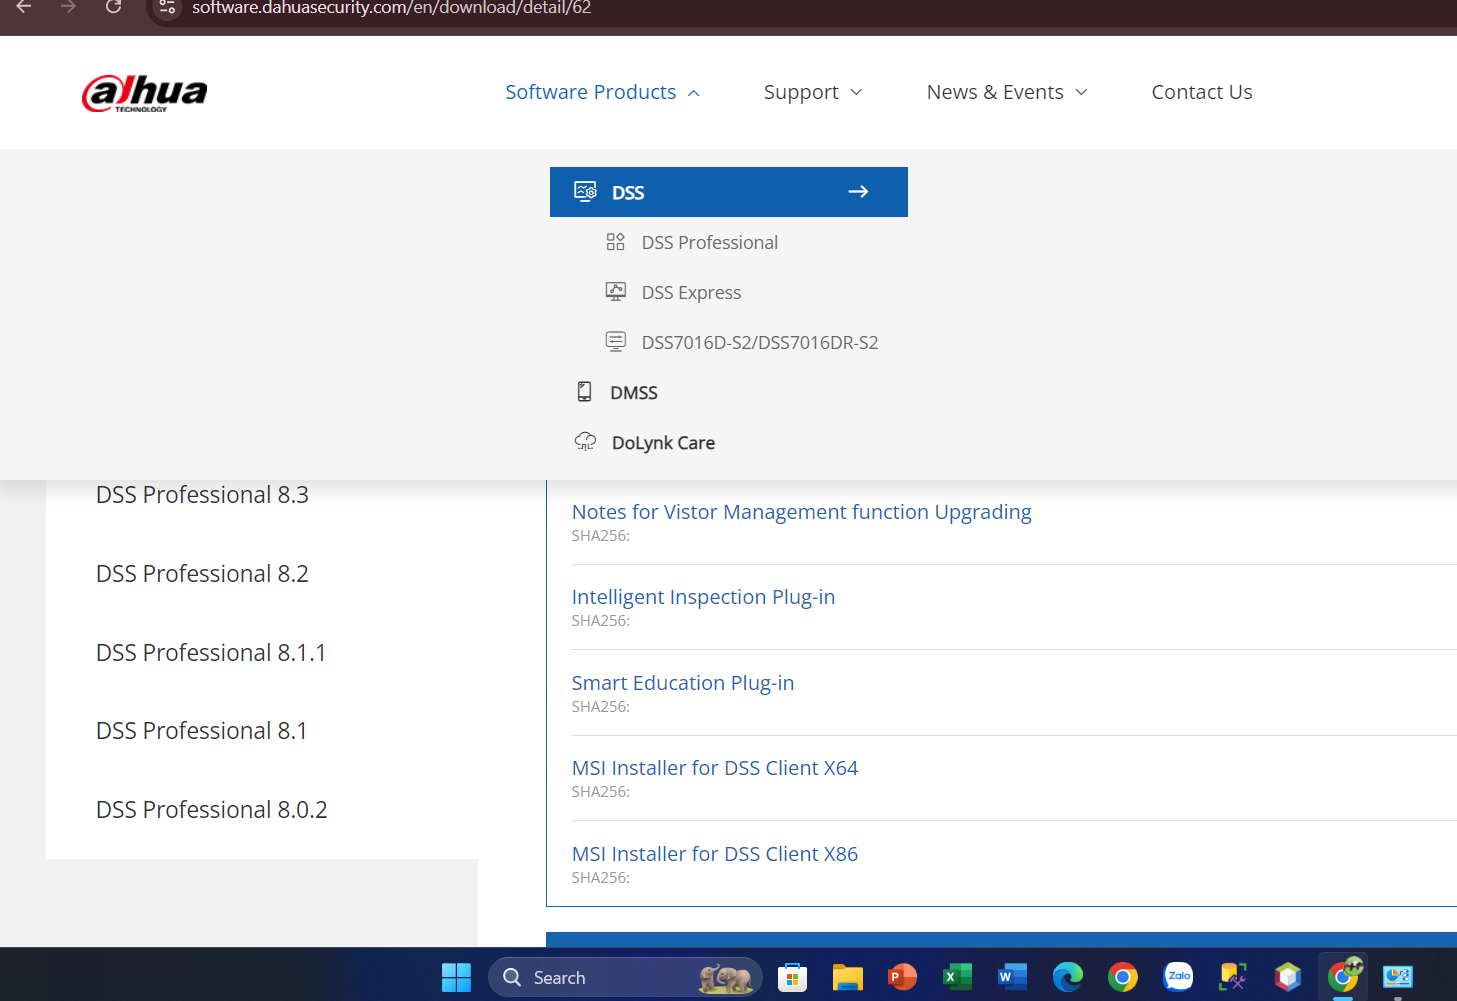 software.dahuasecurity.com/en/download/detail/62
alhua
TECHNOLOGY
Software Products
Support
News & Events
Contact Us
DSS
DSS Professional
DSS Express
DSS7016D-S2/DSS7016DR-S2
DMSS
DoLynk Care
DSS Professional 8.3
DSS Professional 8.2
DSS Professional 8.1.1
DSS Professional 8.1
DSS Professional 8.0.2
Notes for Vistor Management function Upgrading
SHA256:
Intelligent Inspection Plug-in
SHA256:
Smart Education Plug-in
SHA256:
MSI Installer for DSS Client X64
SHA256:
MSI Installer for DSS Client X86
SHA256:
Search
Zalo